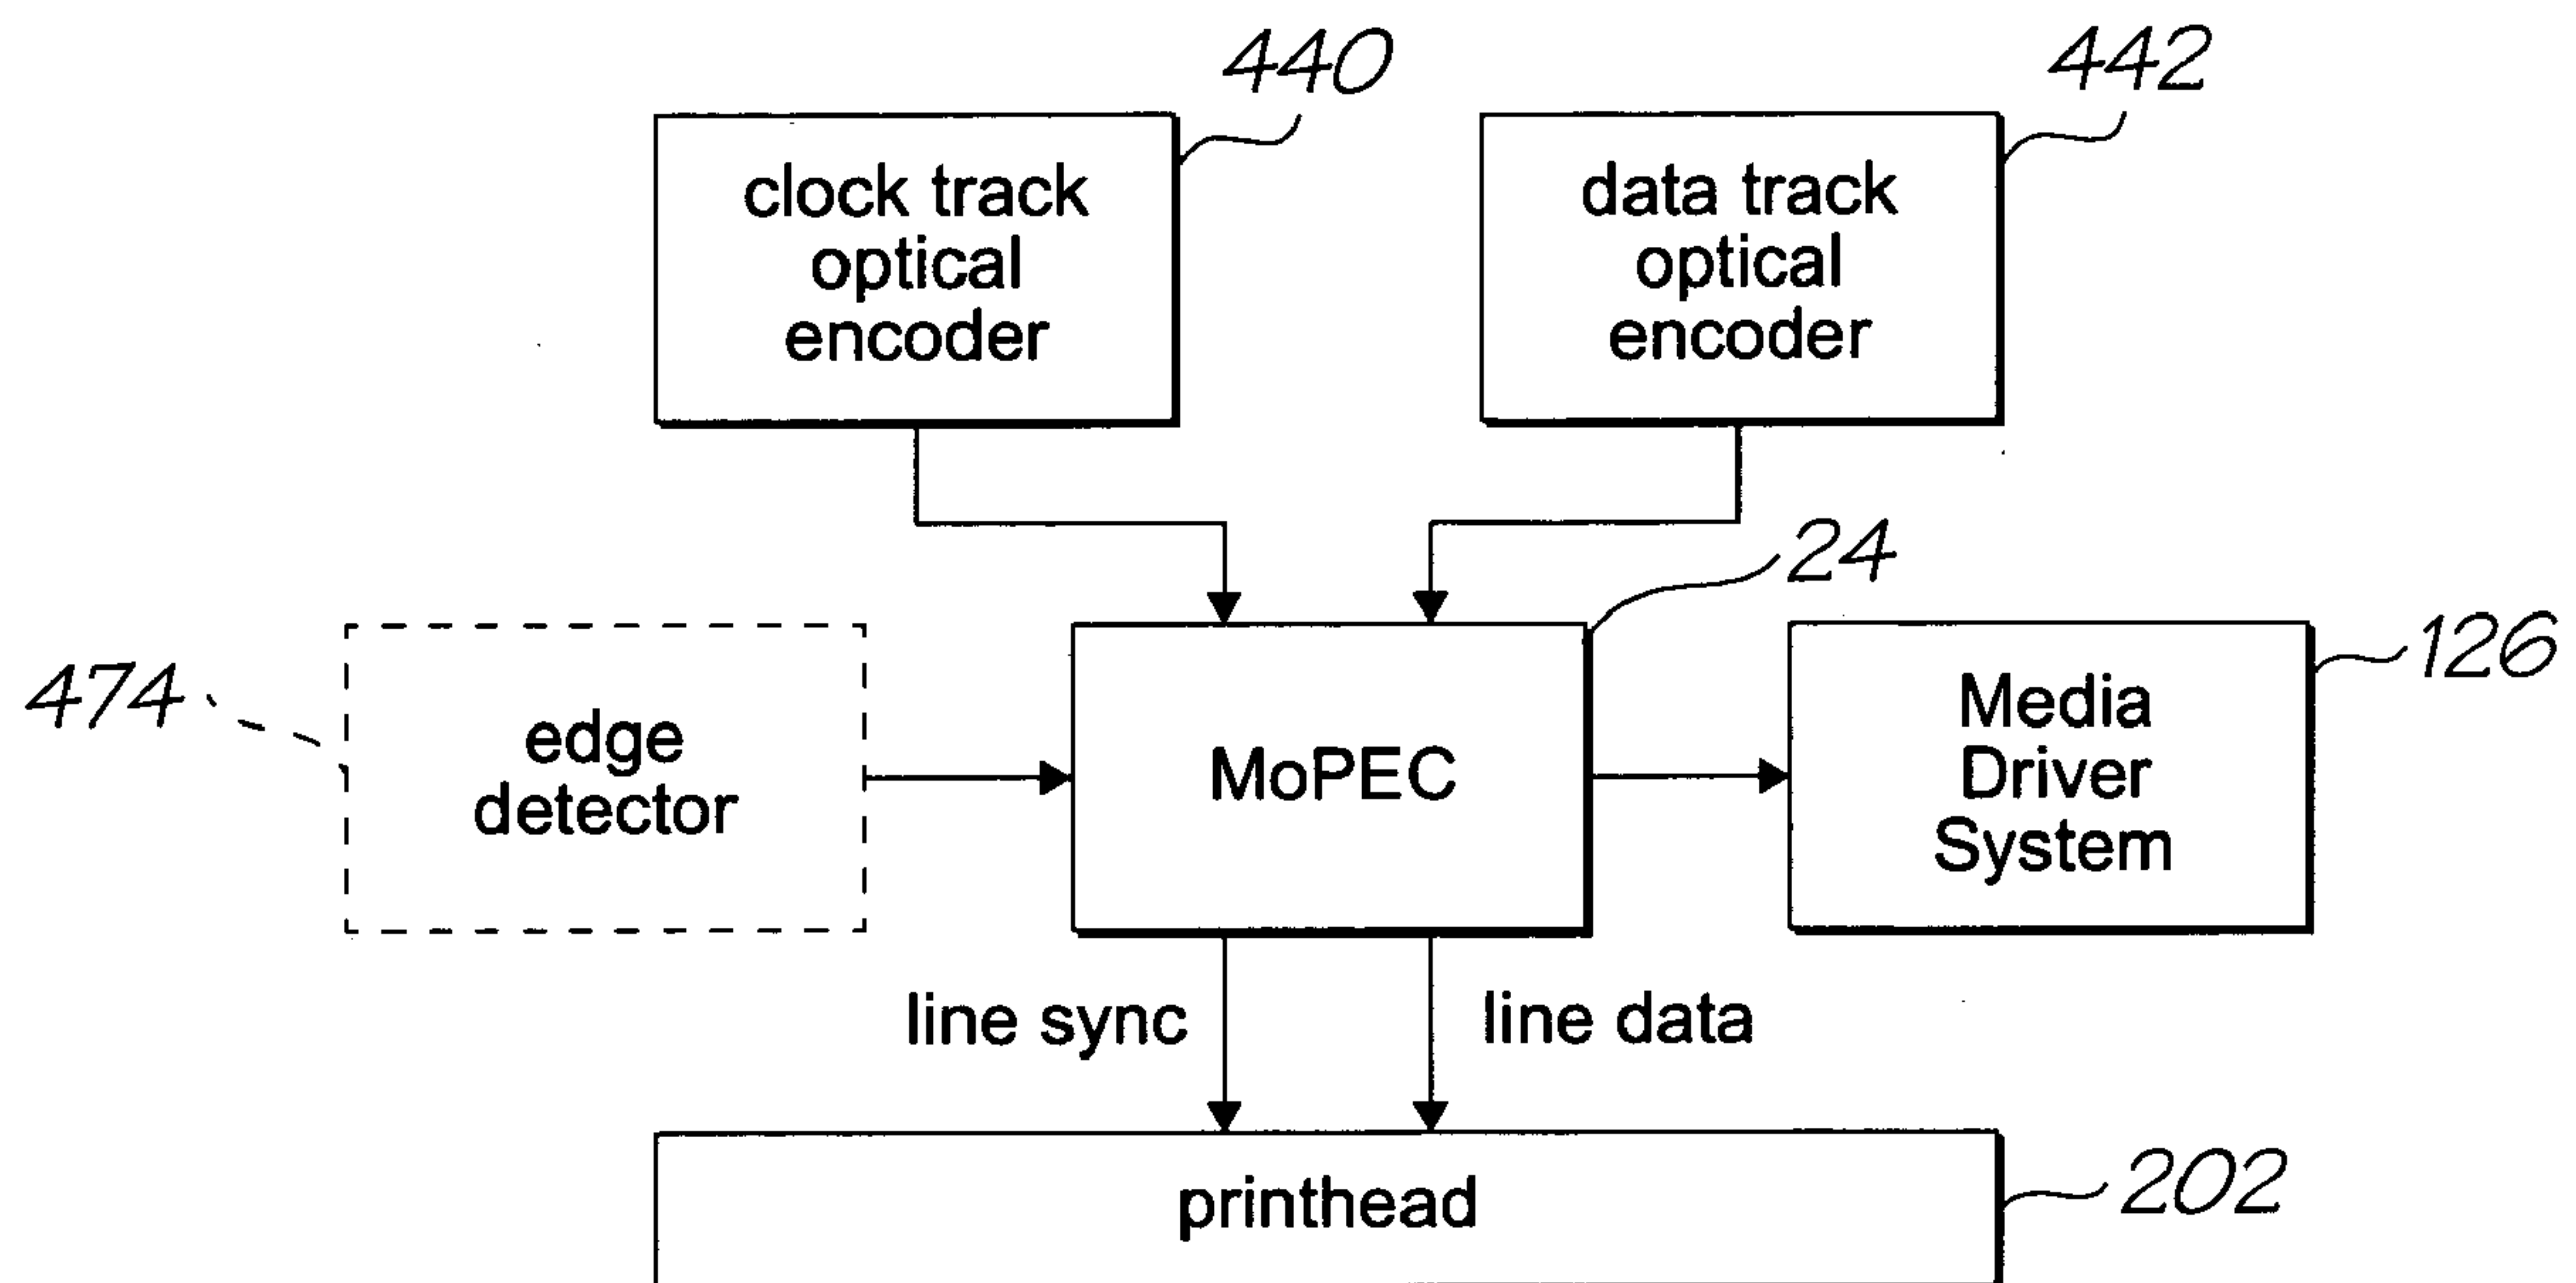 440
442
clock track
optical
encoder
data track
optical
encoder
24
126
474
edge
detector
MoPEC
Media
Driver
System
line sync
line data
printhead
202